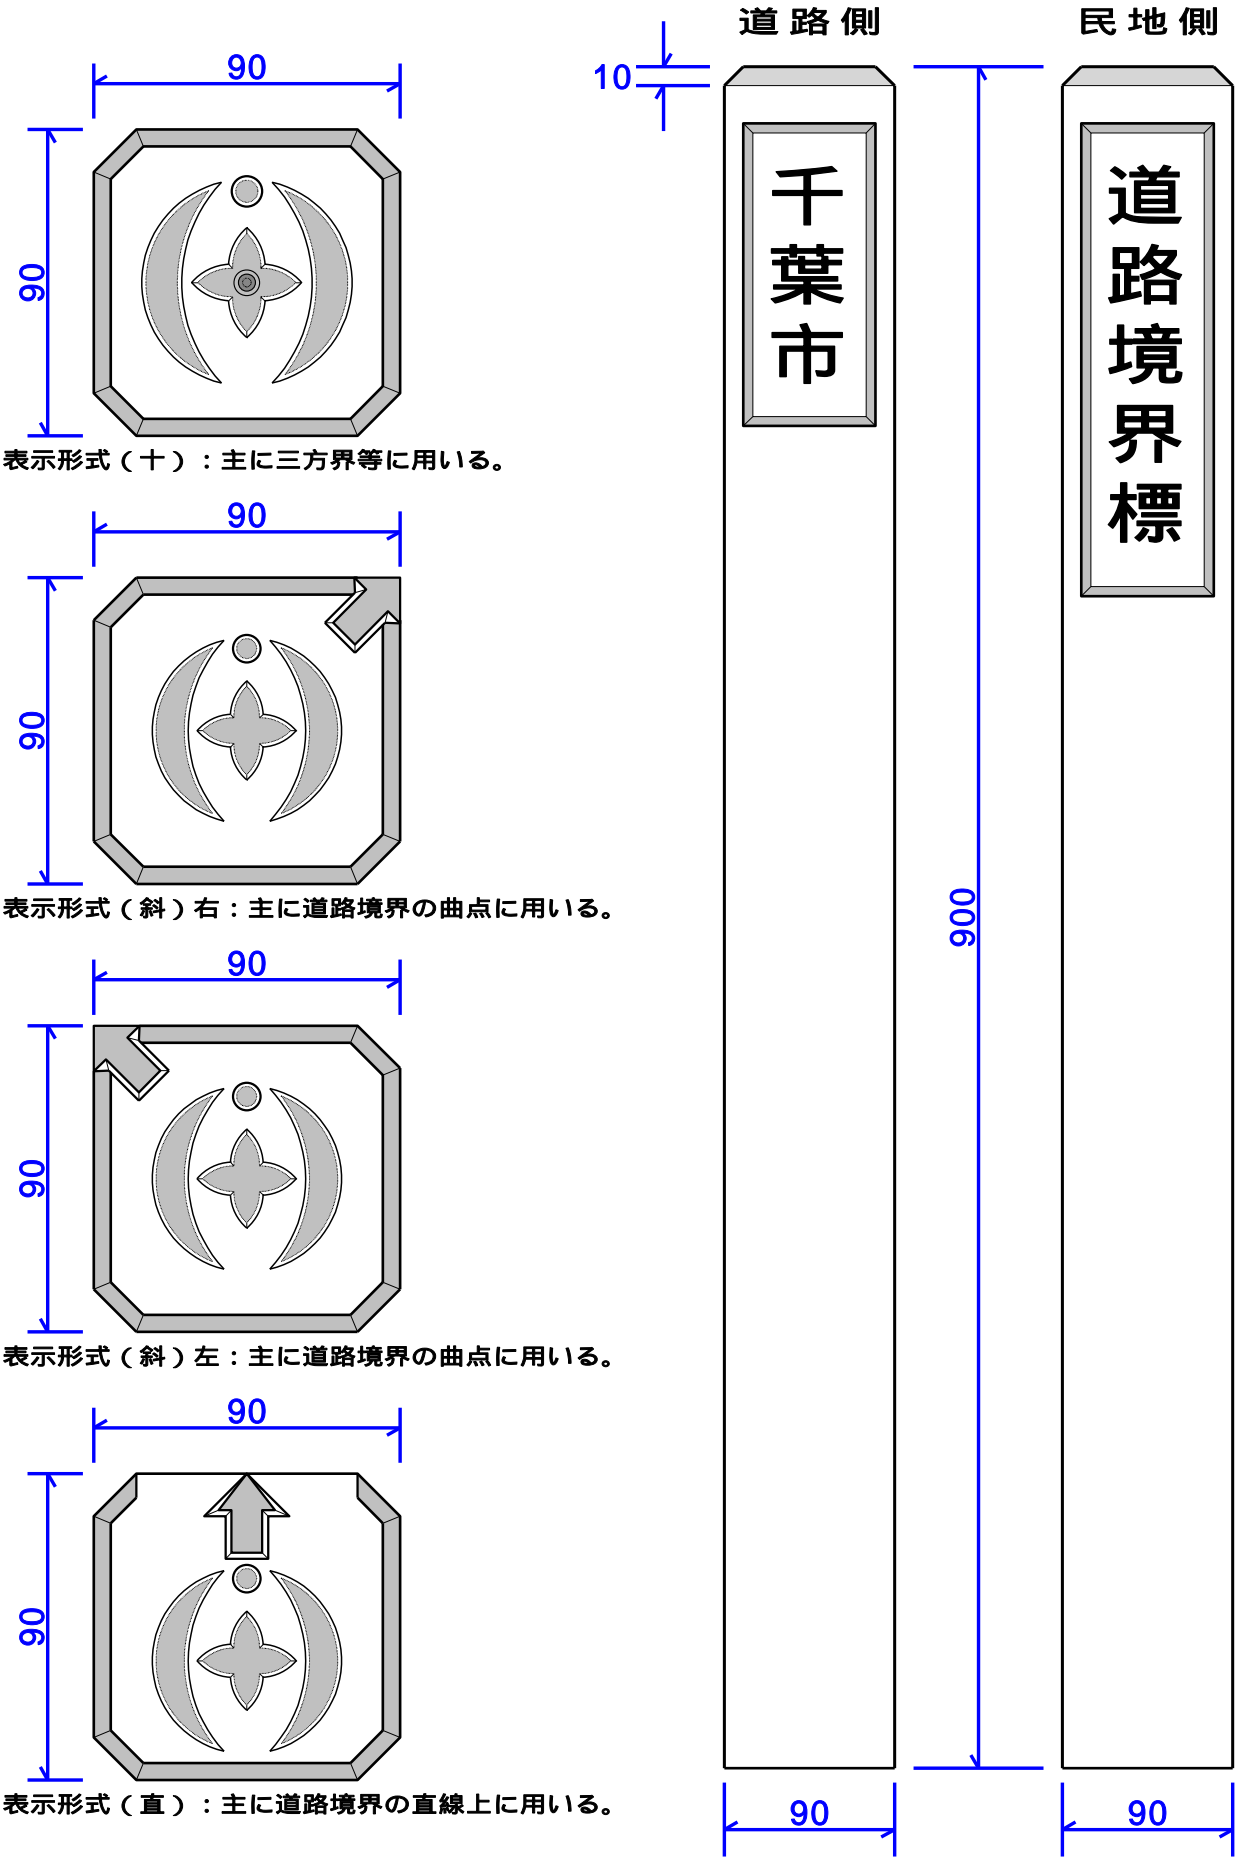 90
90
表示形式（十）：主に三方界等に用いる。
90
90
表示形式（斜）右：主に道路境界の曲点に用いる。
90
90
表示形式（斜）左：主に道路境界の曲点に用いる。
90
90
表示形式（直）：主に道路境界の直線上に用いる。
道路側
10
千葉市
90
900
民地側
道路境界標
90